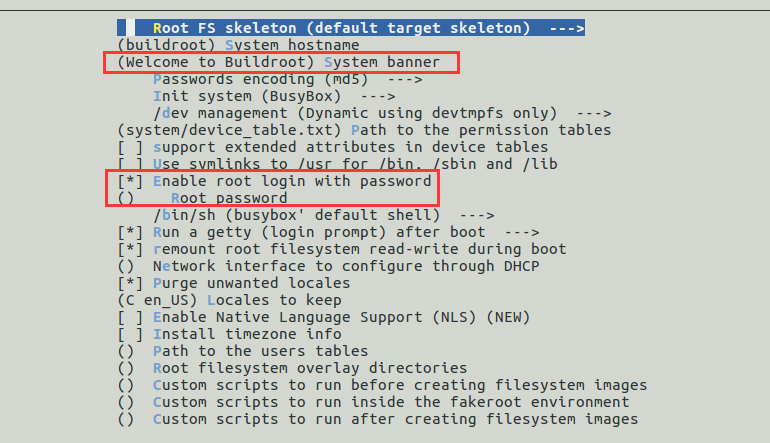 Root FS skeleton (default target skeleton)  --->
(buildroot) System hostname
(Welcome to Buildroot) System banner
Passwords encoding (md5)  --->
Init system (BusyBox)  --->
/dev management (Dynamic using devtmpfs only)  --->
(system/device_table.txt) Path to the permission tables
[ ] support extended attributes in device tables
[ ] Use symlinks to /usr for /bin, /sbin and /lib
[*] Enable root login with password
()    Root password
/bin/sh (busybox' default shell)  --->
[*] Run a getty (login prompt) after boot  --->
[*] remount root filesystem read-write during boot
()  Network interface to configure through DHCP
[*] Purge unwanted locales
(C en_US) Locales to keep
[ ] Enable Native Language Support (NLS) (NEW)
[ ] Install timezone info
()  Path to the users tables
()  Root filesystem overlay directories
()  Custom scripts to run before creating filesystem images
()  Custom scripts to run inside the fakeroot environment
()  Custom scripts to run after creating filesystem images